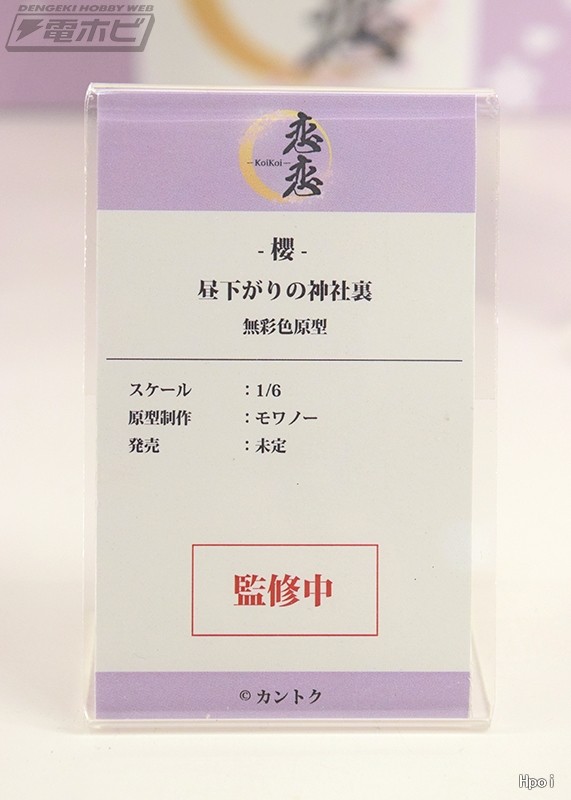 DENGEKI HOBBY WEB
電ホビ
恋恋
-KoiKoi-
- 櫻 -
昼下がりの神社裏
無彩色原型
スケール ：1/6
原型制作 ：モワノー
発売 ：未定
監修中
© カントク
Hpoi